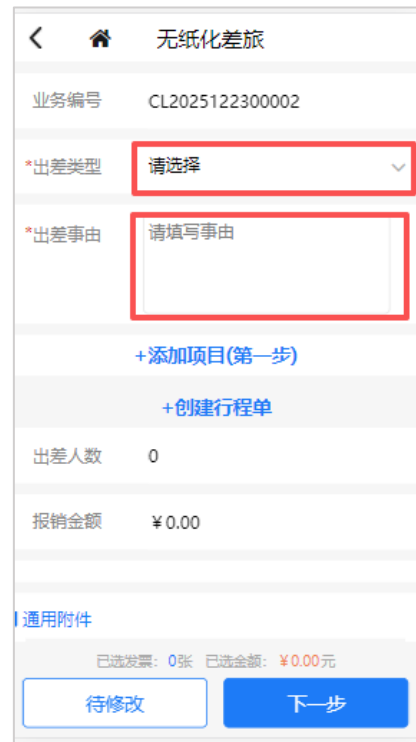 无纸化差旅
业务编号 CL2025122300002
*出差类型 请选择
*出差事由 请填写事由
+添加项目(第一步)
+创建行程单
出差人数 0
报销金额 ¥0.00
通用附件
已选发票：0张 已选金额：¥0.00元
待修改 下一步